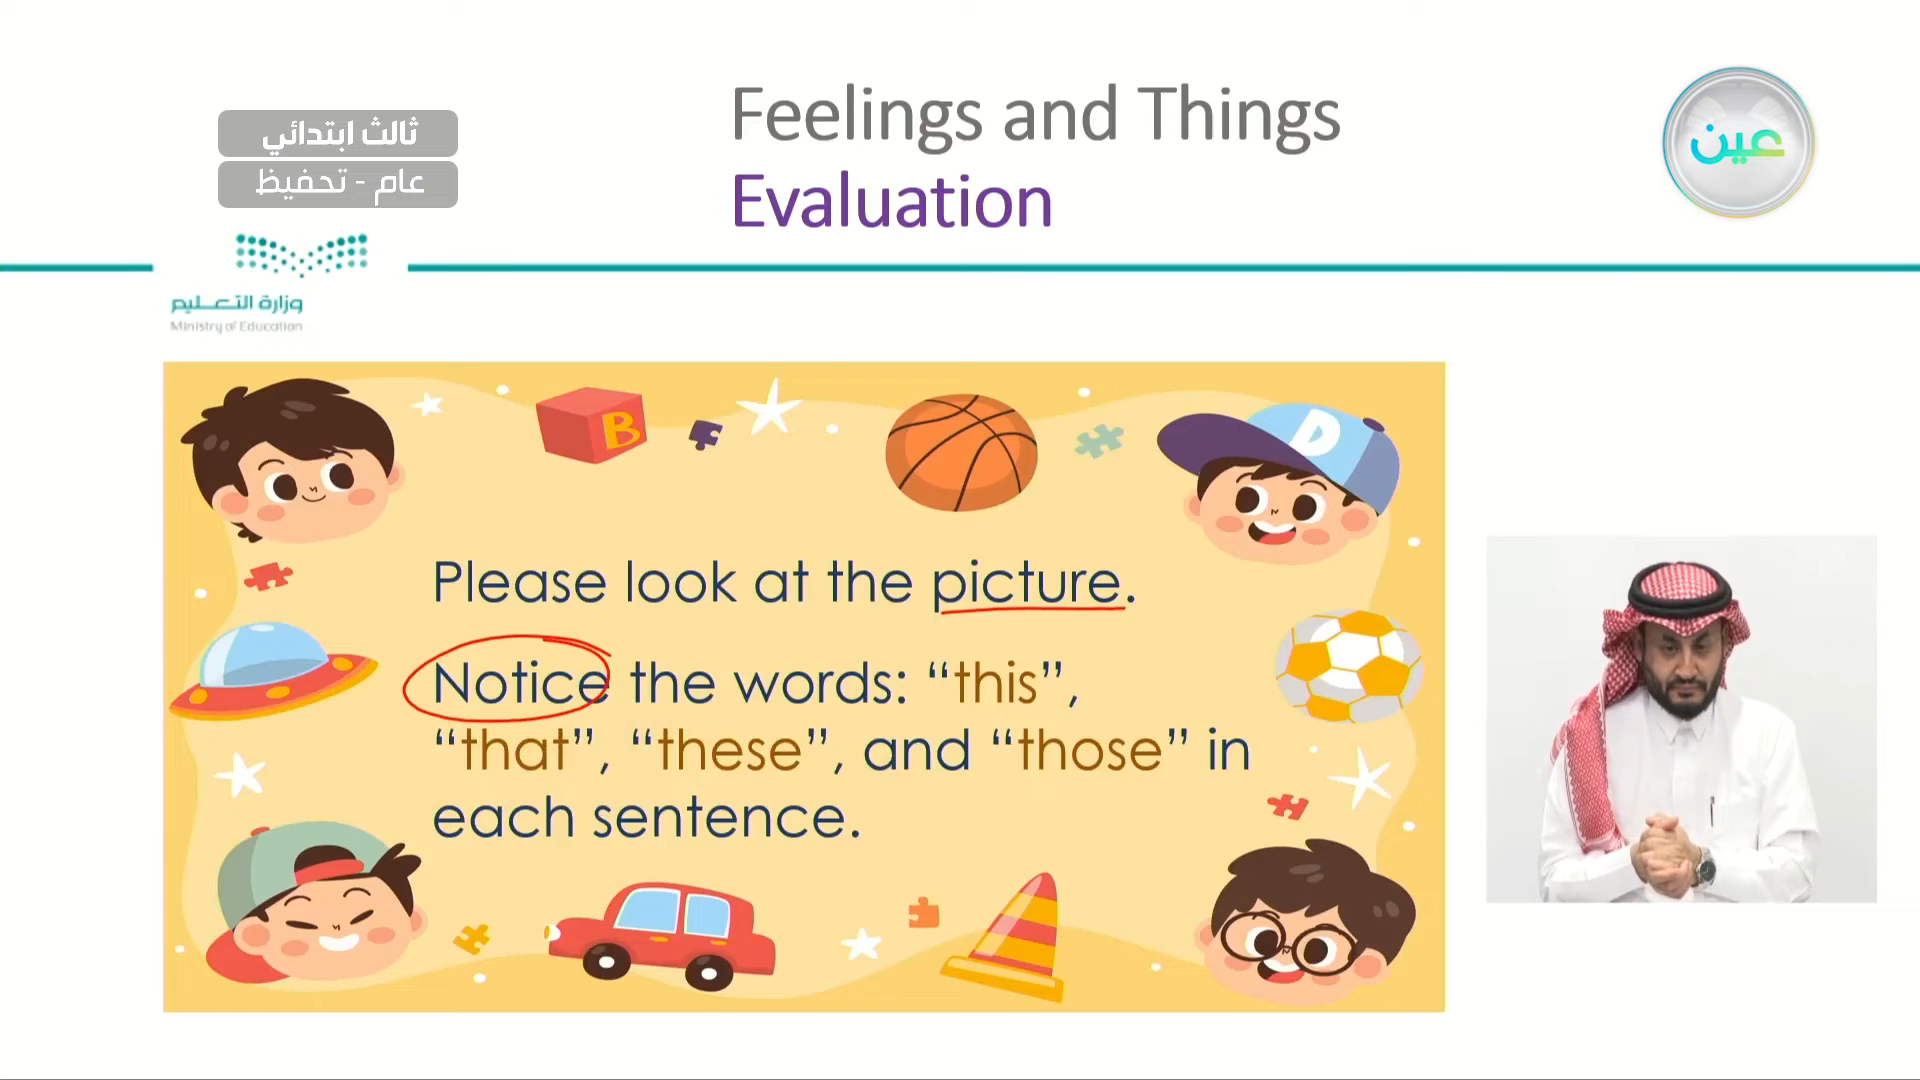 ثالث ابتدائي
عام - تحفيظ
Feelings and Things
Evaluation
عين
وزارة التعليم
Ministry of Education
B
D
Please look at the picture.
Notice the words: “this”,
“that”, “these”, and “those” in
each sentence.